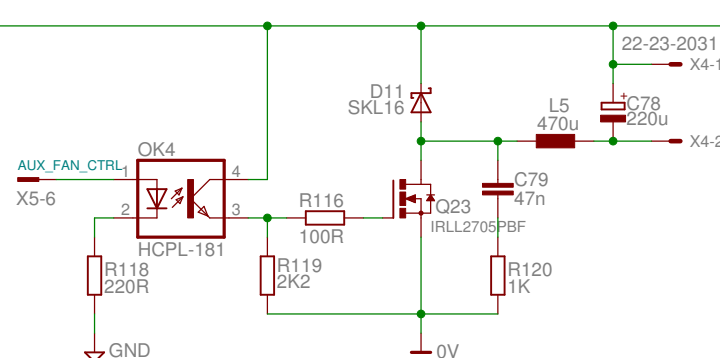 22-23-2031
X4-1
D11
SKL16
C78
220u
L5
470u
X4-2
OK4
AUX_FAN_CTRL
1
4
X5-6
2
3
HCPL-181
R116
100R
Q23
IRLL2705PBF
C79
47n
R118
220R
R119
2K2
R120
1K
GND
0V
+